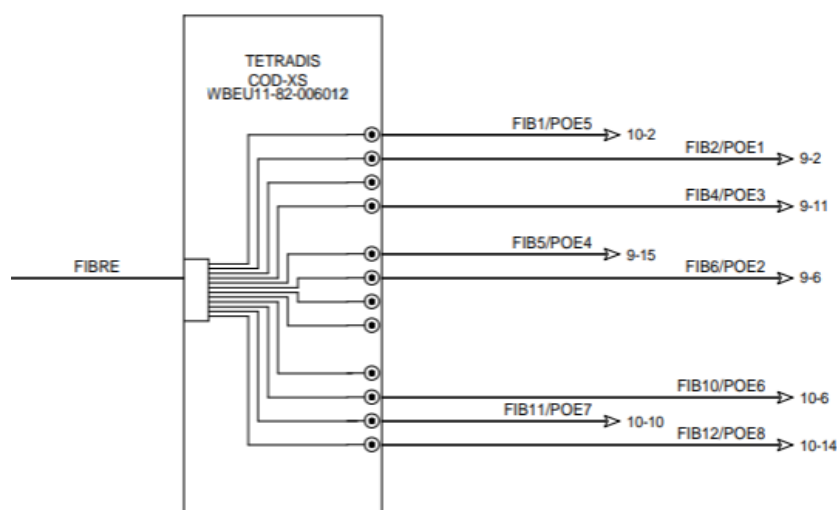 TETRADIS
COD-XS
WBEU11-82-006012
FIB1/POE5
10-2
FIB2/POE1
9-2
FIB4/POE3
9-11
FIBRE
FIB5/POE4
9-15
FIB6/POE2
9-6
FIB10/POE6
10-6
FIB11/POE7
10-10
FIB12/POE8
10-14